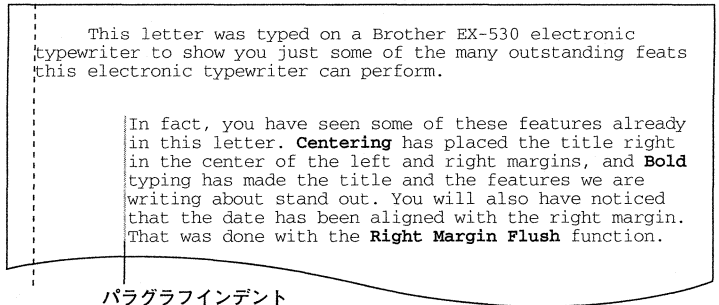 This letter was typed on a Brother EX-530 electronic
typewriter to show you just some of the many outstanding feats
this electronic typewriter can perform.
In fact, you have seen some of these features already
in this letter. Centering has placed the title right
in the center of the left and right margins, and Bold
typing has made the title and the features we are
writing about stand out. You will also have noticed
that the date has been aligned with the right margin.
That was done with the Right Margin Flush function.
パラグラフインデント